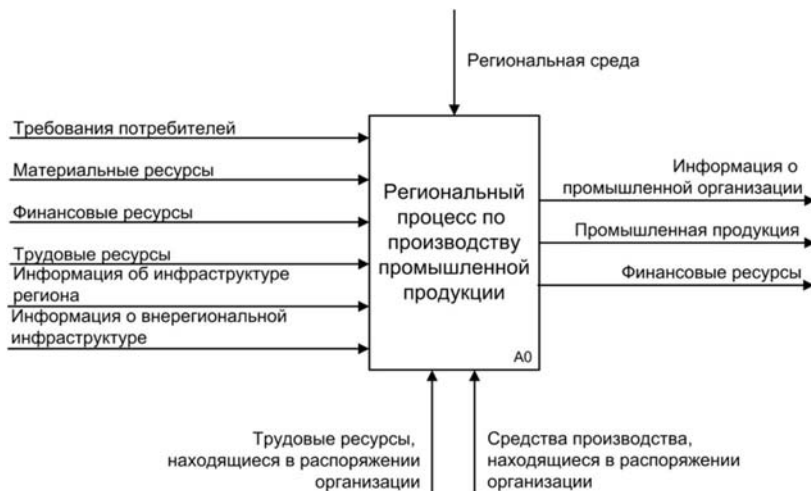 Региональная среда
Требования потребителей
Материальные ресурсы
Финансовые ресурсы
Трудовые ресурсы
Информация об инфраструктуре
региона
Информация о внерегиональной
инфраструктуре
Региональный
процесс по
производству
промышленной
продукции
A0
Информация о
промышленной организации
Промышленная продукция
Финансовые ресурсы
Трудовые ресурсы,
находящиеся в распоряжении
организации
Средства производства,
находящиеся в распоряжении
организации